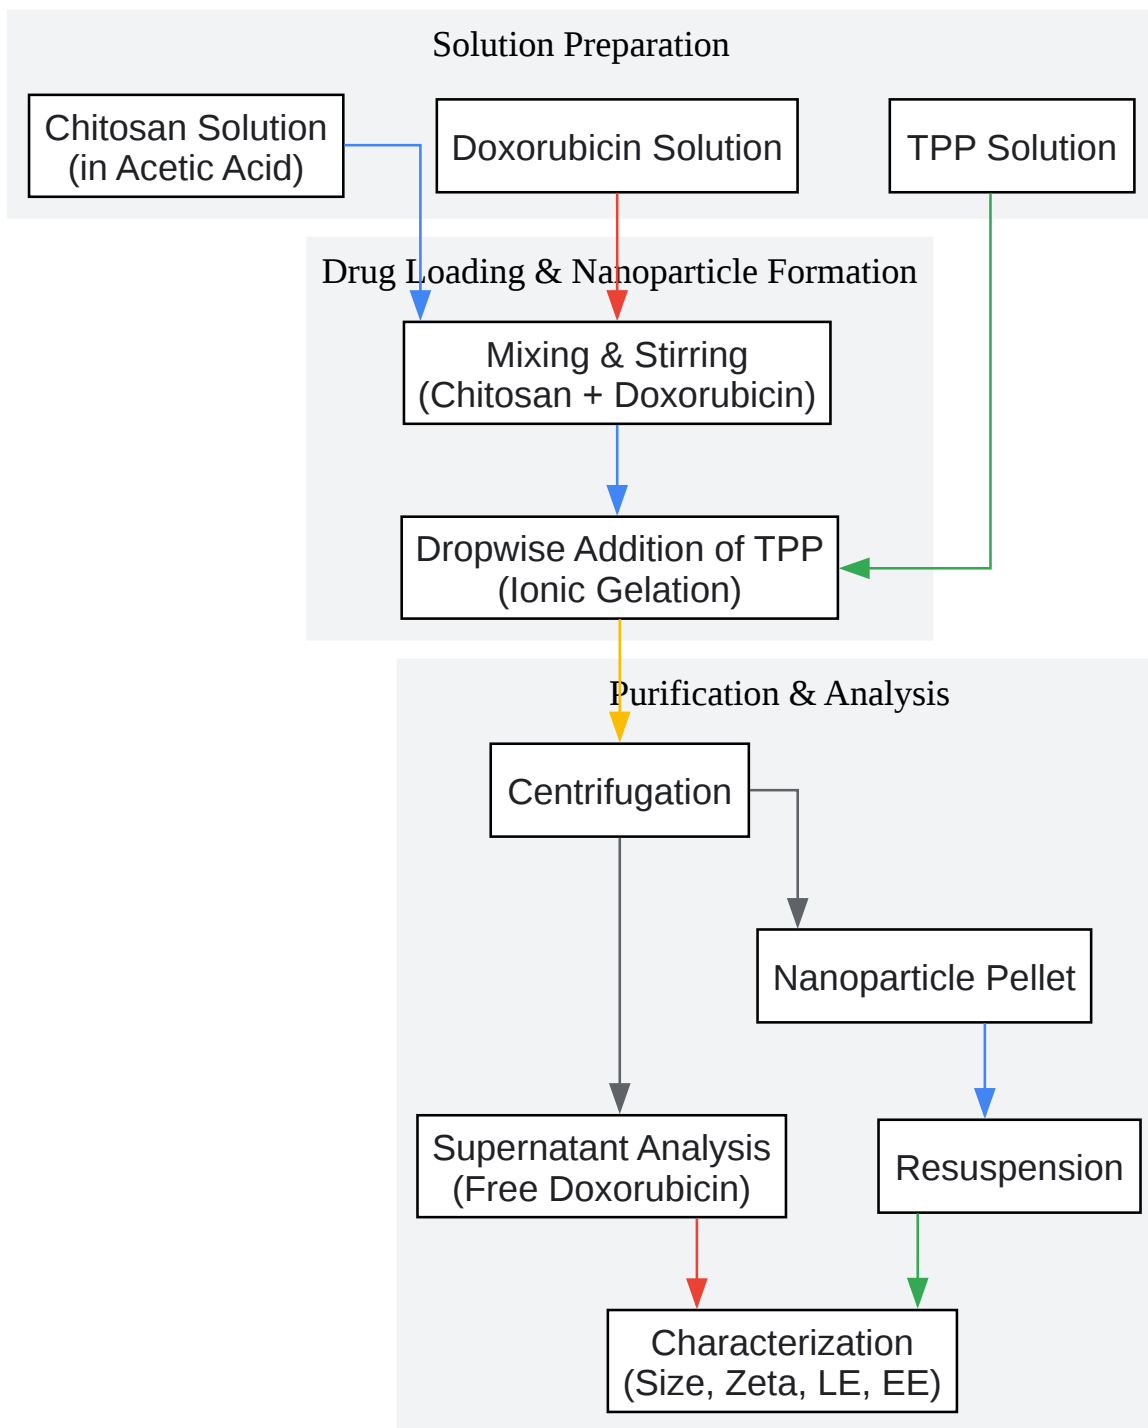 Solution Preparation
Chitosan Solution
(in Acetic Acid)
Doxorubicin Solution
TPP Solution
Drug Loading & Nanoparticle Formation
Mixing & Stirring
(Chitosan + Doxorubicin)
Dropwise Addition of TPP
(Ionic Gelation)
Purification & Analysis
Centrifugation
Nanoparticle Pellet
Supernatant Analysis
(Free Doxorubicin)
Resuspension
Characterization
(Size, Zeta, LE, EE)